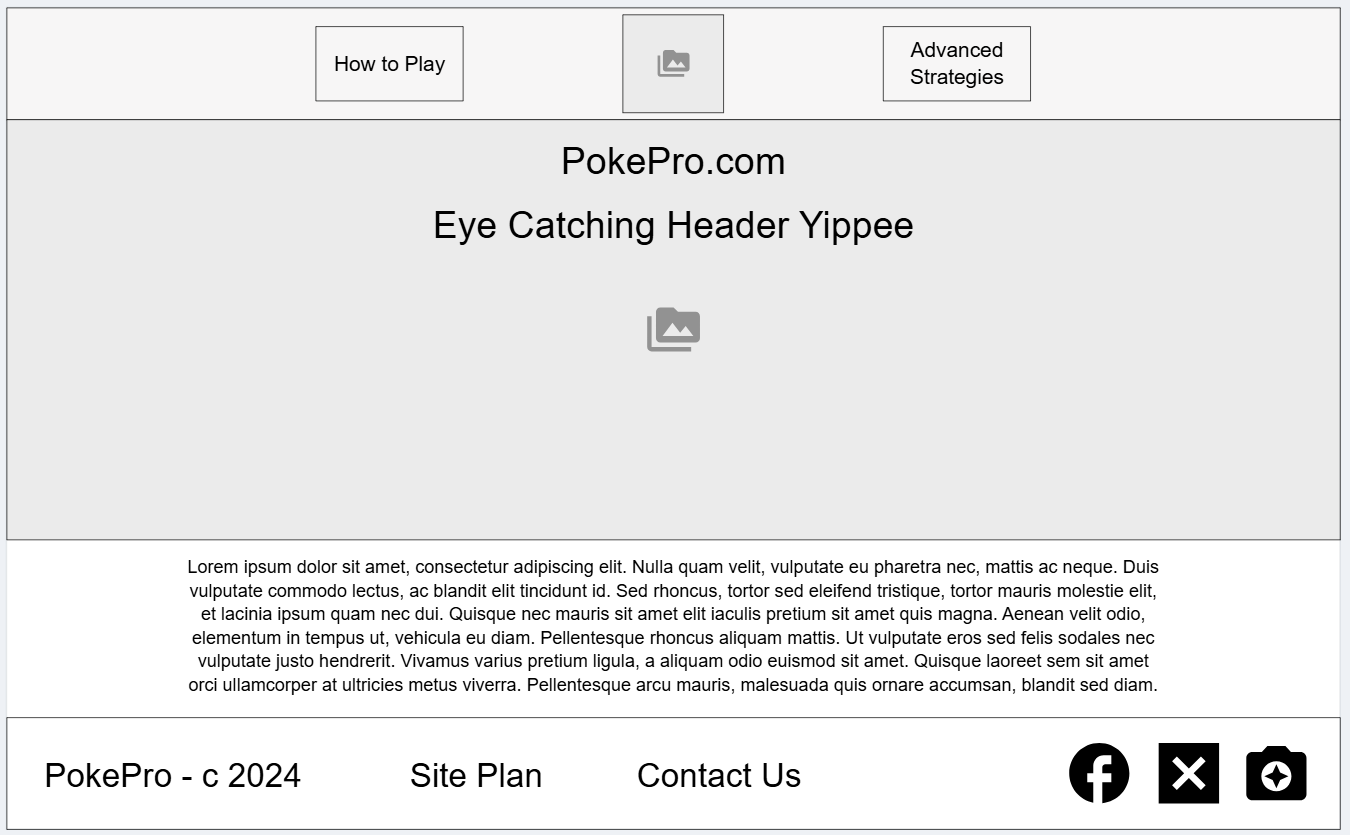 How to Play
Advanced
Strategies
PokePro.com
Eye Catching Header Yippee
Lorem ipsum dolor sit amet, consectetur adipiscing elit. Nulla quam velit, vulputate eu pharetra nec, mattis ac neque. Duis
vulputate commodo lectus, ac blandit elit tincidunt id. Sed rhoncus, tortor sed eleifend tristique, tortor mauris molestie elit,
et lacinia ipsum quam nec dui. Quisque nec mauris sit amet elit iaculis pretium sit amet quis magna. Aenean velit odio,
elementum in tempus ut, vehicula eu diam. Pellentesque rhoncus aliquam mattis. Ut vulputate eros sed felis sodales nec
vulputate justo hendrerit. Vivamus varius pretium ligula, a aliquam odio euismod sit amet. Quisque laoreet sem sit amet
orci ullamcorper at ultricies metus viverra. Pellentesque arcu mauris, malesuada quis ornare accumsan, blandit sed diam.
PokePro - c 2024
Site Plan
Contact Us